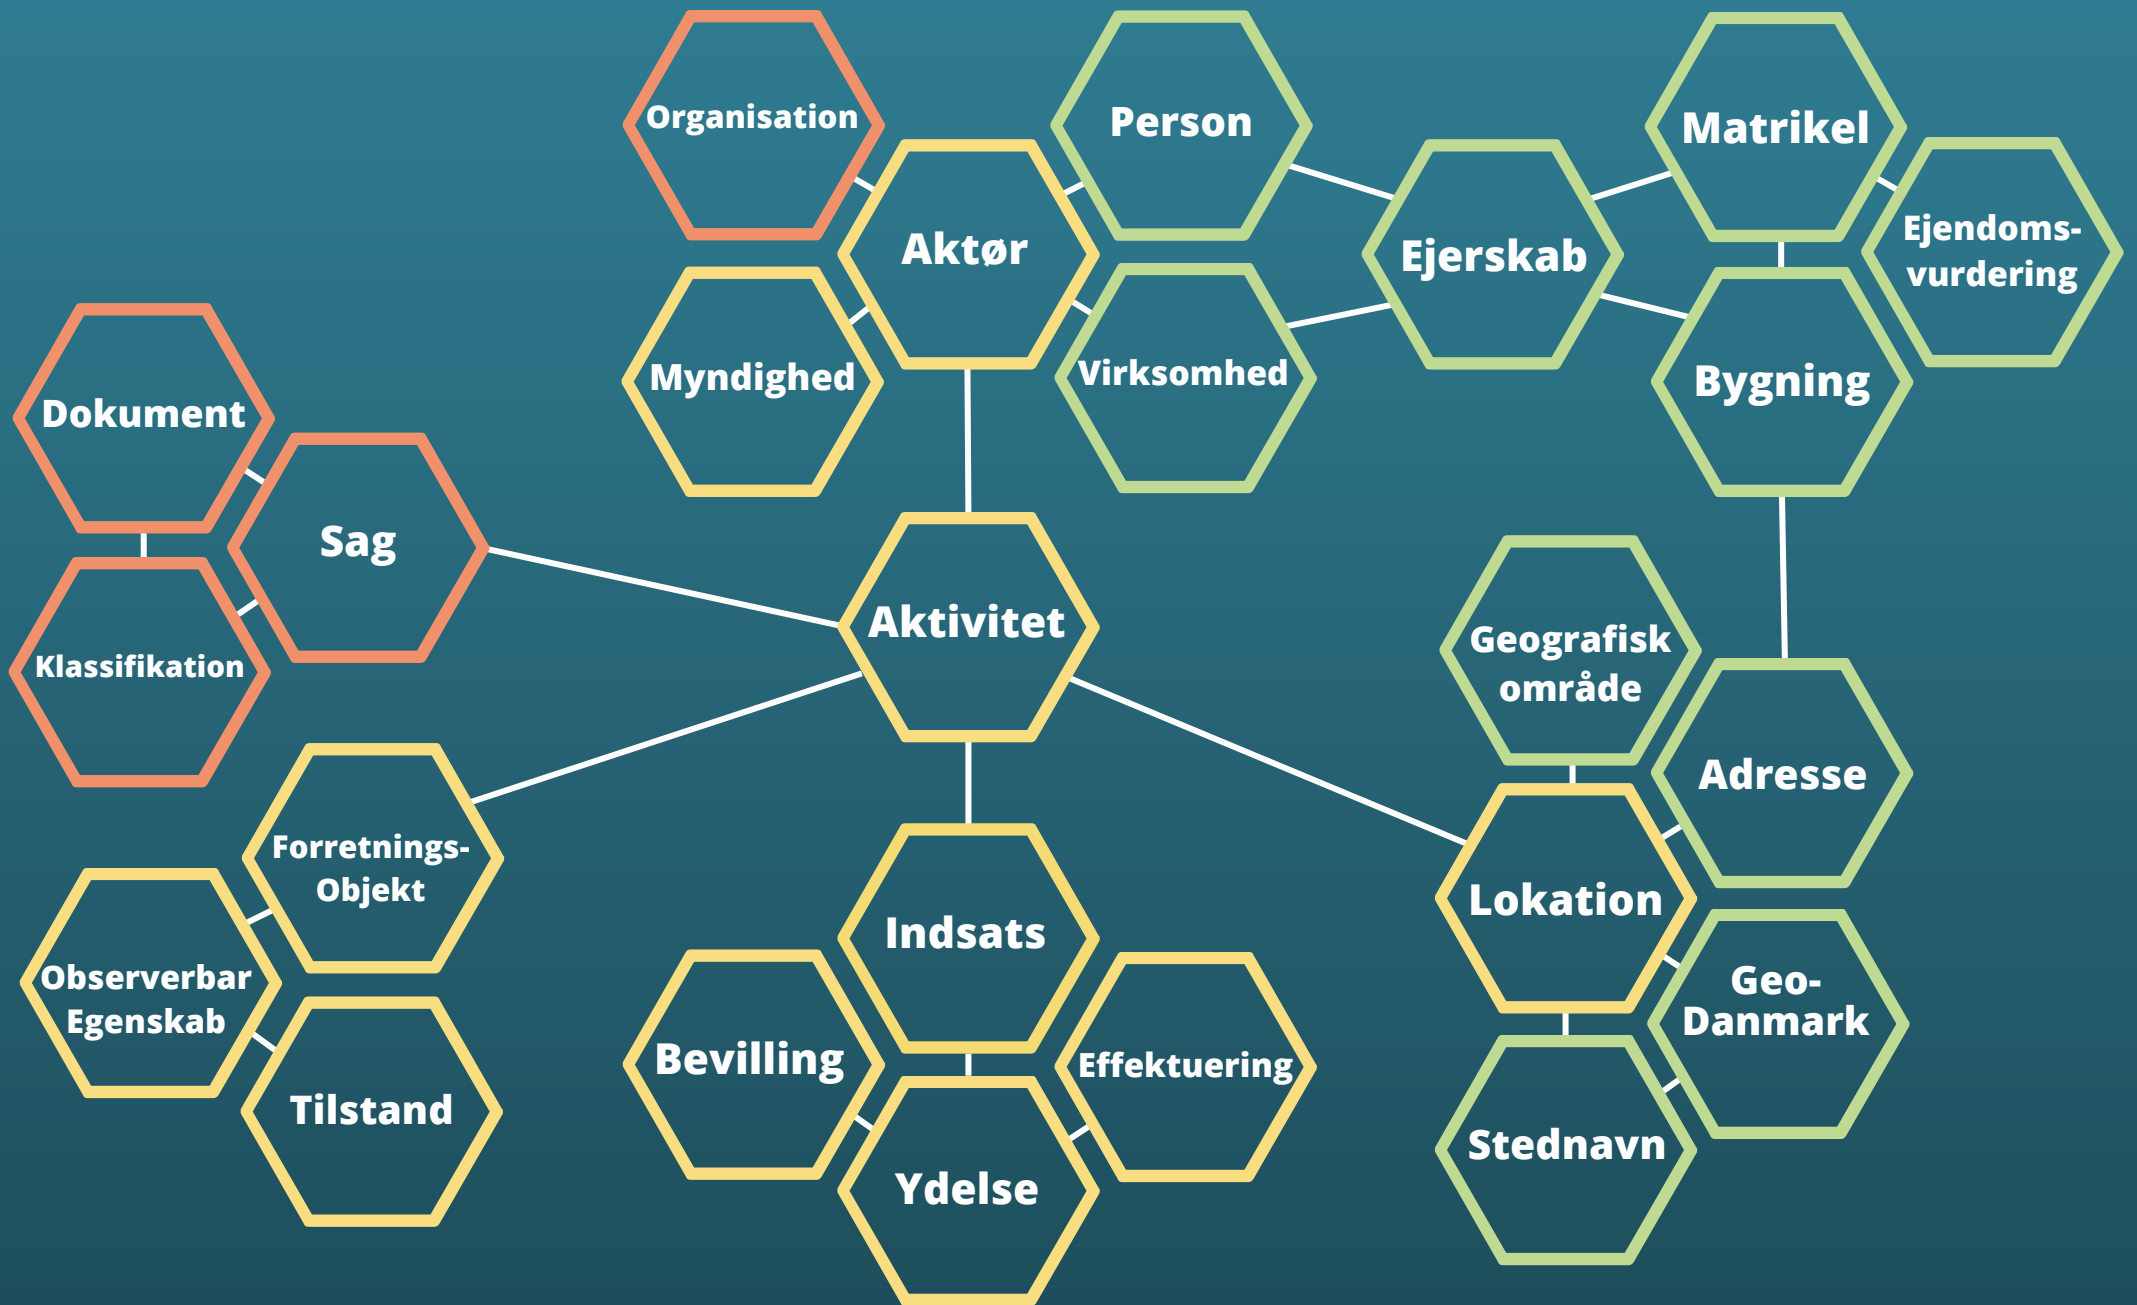 Organisation
Person
Matrikel
Aktør
Ejerskab
Ejendoms-
vurdering
Myndighed
Virksomhed
Bygning
Dokument
Sag
Klassifikation
Aktivitet
Geografisk
område
Adresse
Forretnings-
Objekt
Lokation
Indsats
Observerbar
Egenskab
Geo-
Danmark
Bevilling
Effektuering
Tilstand
Stednavn
Ydelse